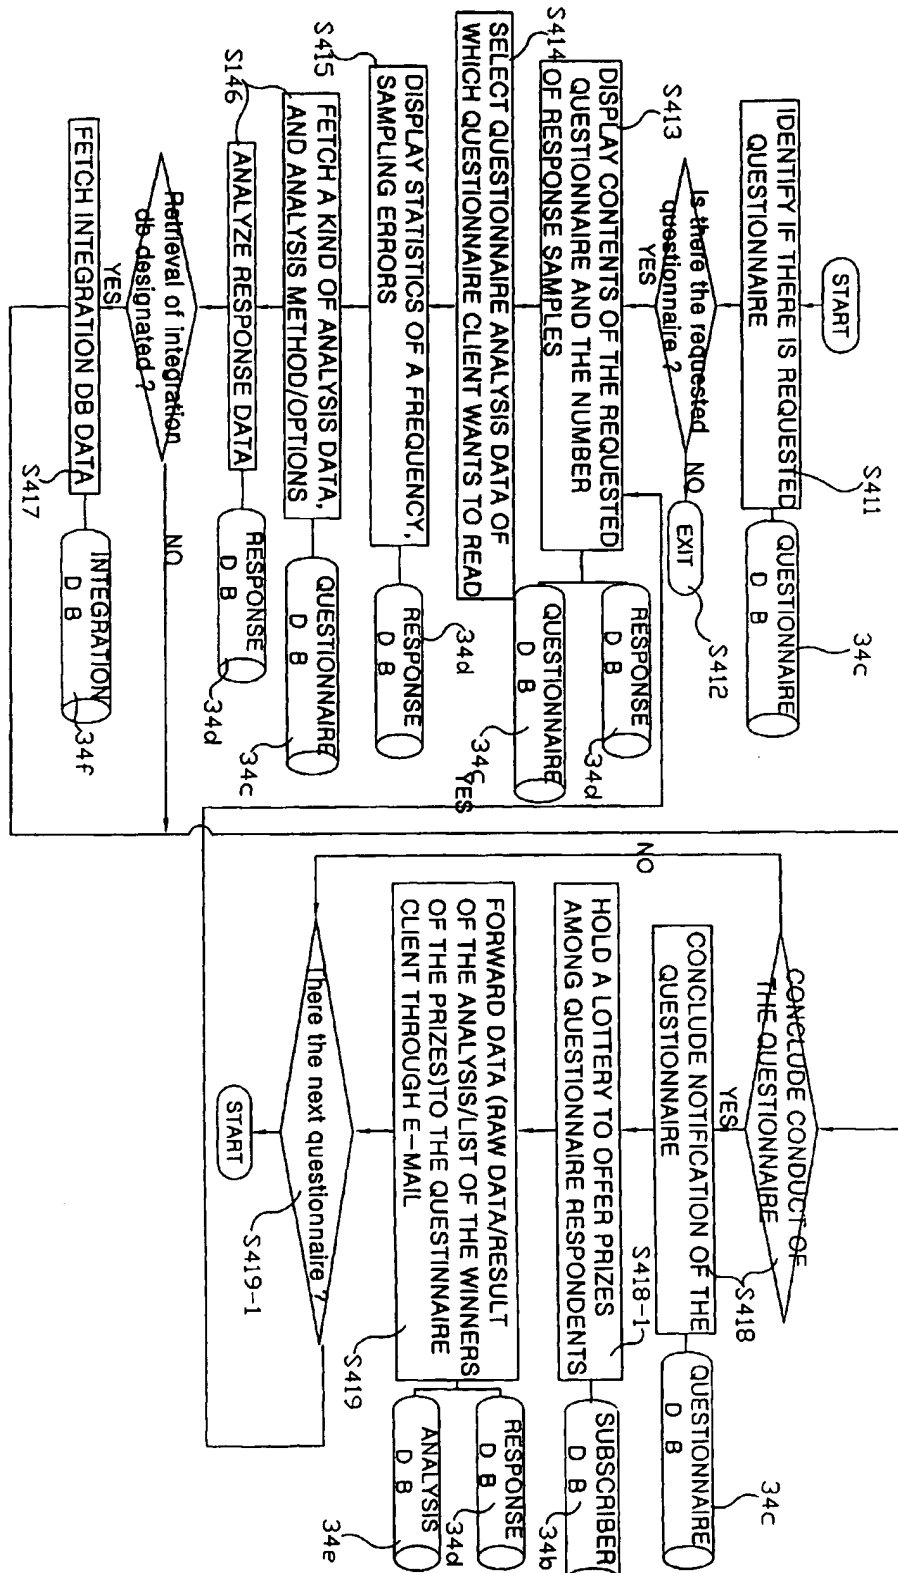 START
IDENTIFY IF THERE IS REQUESTED
QUESTIONNAIRE
S411
QUESTIONNAIRE
D B
34c
Is there the requested
questionnaire ?
NO
EXIT
S412
YES
S413
DISPLAY CONTENTS OF THE REQUESTED
QUESTIONNAIRE AND THE NUMBER
OF RESPONSE SAMPLES
RESPONSE
D B
34d
QUESTIONNAIRE
D B
34c
S414
SELECT QUESTIONNAIRE ANALYSIS DATA OF
WHICH QUESTIONNAIRE CLIENT WANTS TO READ
S415
DISPLAY STATISTICS OF A FREQUENCY,
SAMPLING ERRORS
RESPONSE
D B
34d
S146
FETCH A KIND OF ANALYSIS DATA,
AND ANALYSIS METHOD/OPTIONS
QUESTIONNAIRE
D B
34c
ANALYZE RESPONSE DATA
RESPONSE
D B
34d
Retrieval of integration
db designated ?
NO
YES
FETCH INTEGRATION DB DATA
S417
INTEGRATION
D B
34f
YES
CONCLUDE CONDUCT OF
THE QUESTIONNAIRE
NO
YES
S418
CONCLUDE NOTIFICATION OF THE
QUESTIONNAIRE
QUESTIONNAIRE
D B
34c
HOLD A LOTTERY TO OFFER PRIZES
AMONG QUESTIONNAIRE RESPONDENTS
S418-1
SUBSCRIBER
D B
34b
FORWARD DATA (RAW DATA/RESULT
OF THE ANALYSIS/LIST OF THE WINNERS
OF THE PRIZES)TO THE QUESTINNAIRE
CLIENT THROUGH E-MAIL
S419
RESPONSE
D B
34d
ANALYSIS
D B
34e
There the next questionnaire ?
S419-1
START